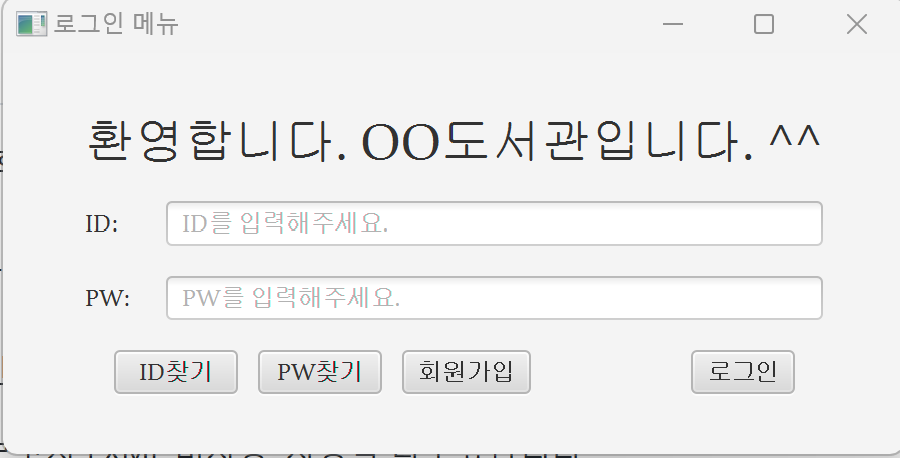 로그인 메뉴
환영합니다. OO도서관입니다. ^^
ID: ID를 입력해주세요.
PW: PW를 입력해주세요.
ID찾기 PW찾기 회원가입 로그인